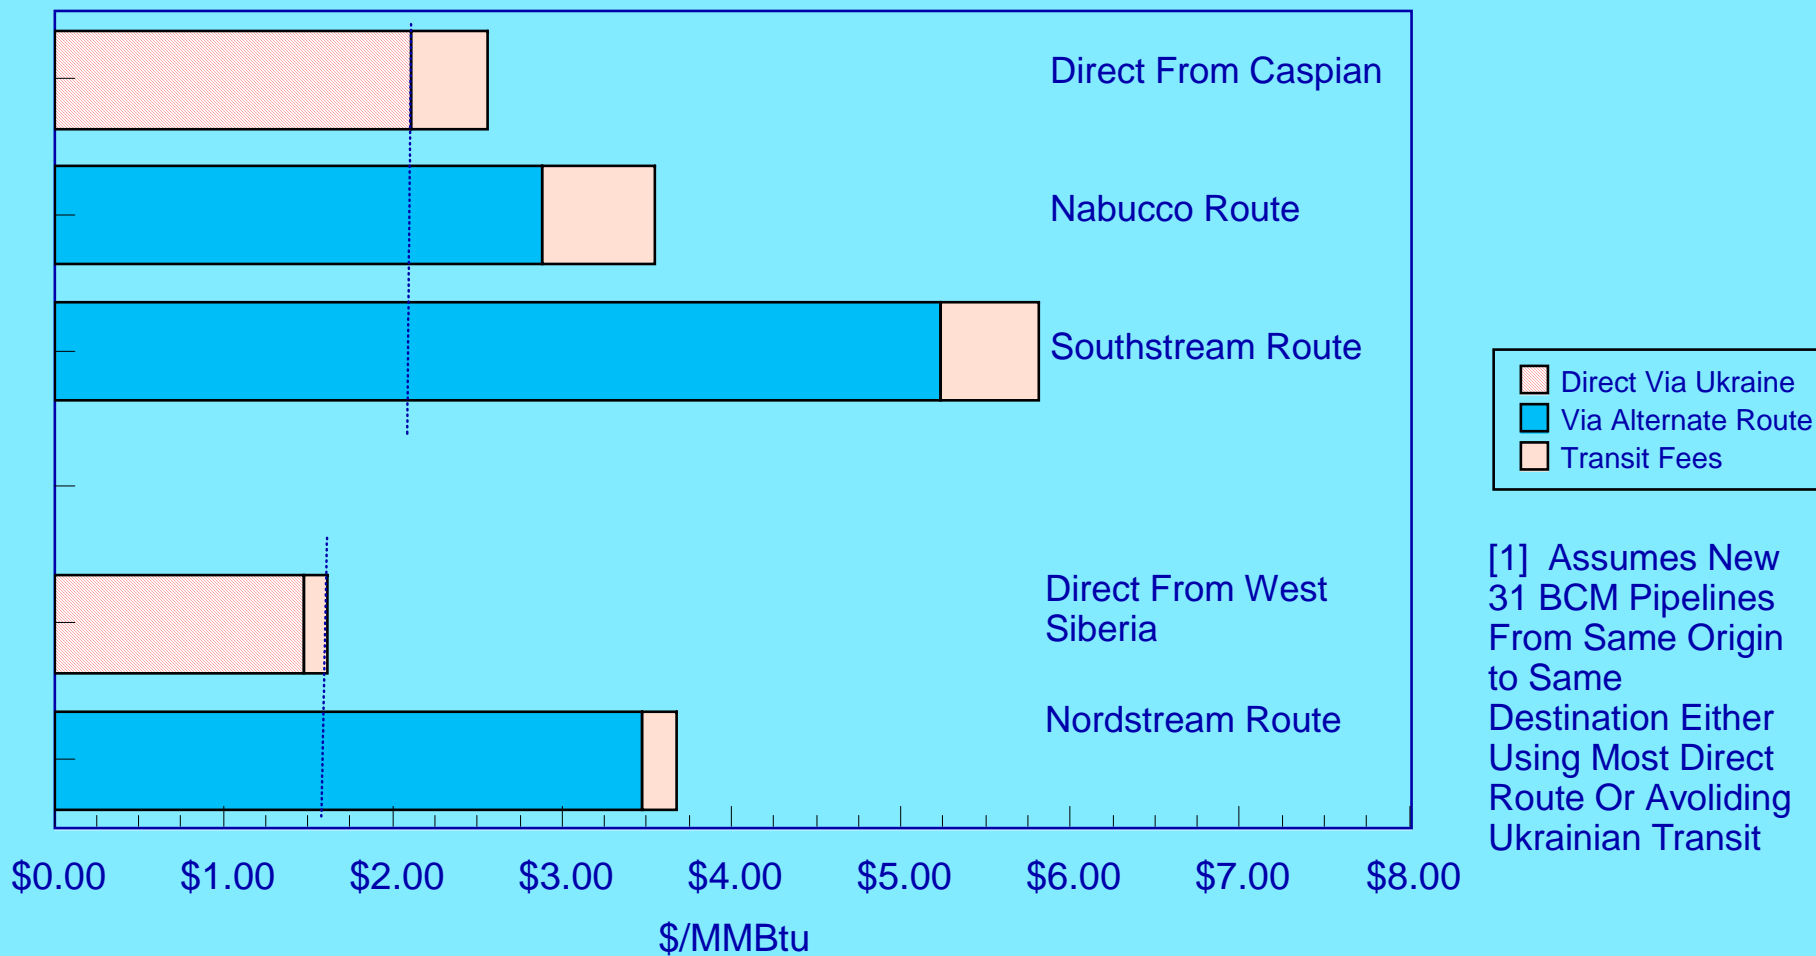 Direct From Caspian
Nabucco Route
Southstream Route
Direct Via Ukraine
Via Alternate Route
Transit Fees
[1] Assumes New
31 BCM Pipelines
From Same Origin
to Same
Destination Either
Using Most Direct
Route Or Avoliding
Ukrainian Transit
Direct From West
Siberia
Nordstream Route
$0.00 $1.00 $2.00 $3.00 $4.00 $5.00 $6.00 $7.00 $8.00
$/MMBtu